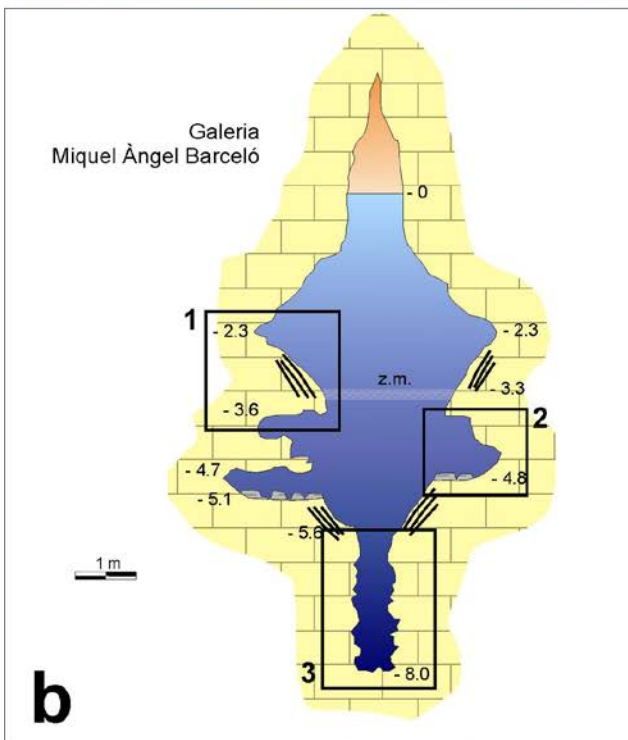 Galeria
Miquel Àngel Barceló
- 0
1
- 2.3
- 2.3
z.m.
- 3.3
- 3.6
2
- 4.7
- 4.8
- 5.1
- 5.6
1 m
3
- 8.0
b